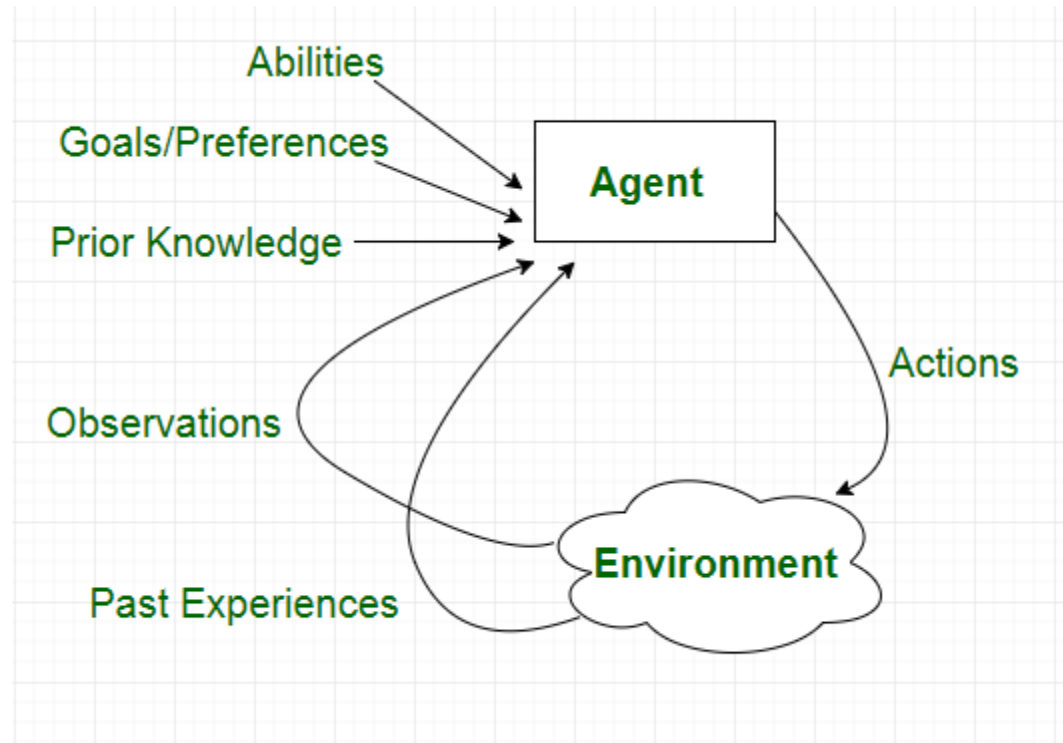 Abilities
Goals/Preferences
Agent
Prior Knowledge
Actions
Observations
Environment
Past Experiences